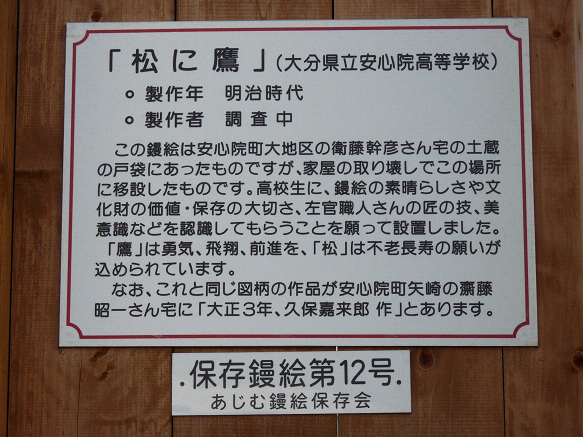 「松に鷹」(大分県立安心院高等学校)
○ 製作年 明治時代
○ 製作者 調査中
この鏝絵は安心院町大地区の衛藤幹彦さん宅の土蔵
の戸袋にあったものですが、家屋の取り壊しでこの場所
に移設したものです。高校生に、鏝絵の素晴らしさや文
化財の価値・保存の大切さ、左官職人さんの匠の技、美
意識などを認識してもらうことを願って設置しました。
「鷹」は勇気、飛翔、前進を、「松」は不老長寿の願いが
込められています。
なお、これと同じ図柄の作品が安心院町矢崎の齋藤
昭一さん宅に「大正3年、久保嘉来郎 作」とあります。
.保存鏝絵第12号.
あじむ鏝絵保存会